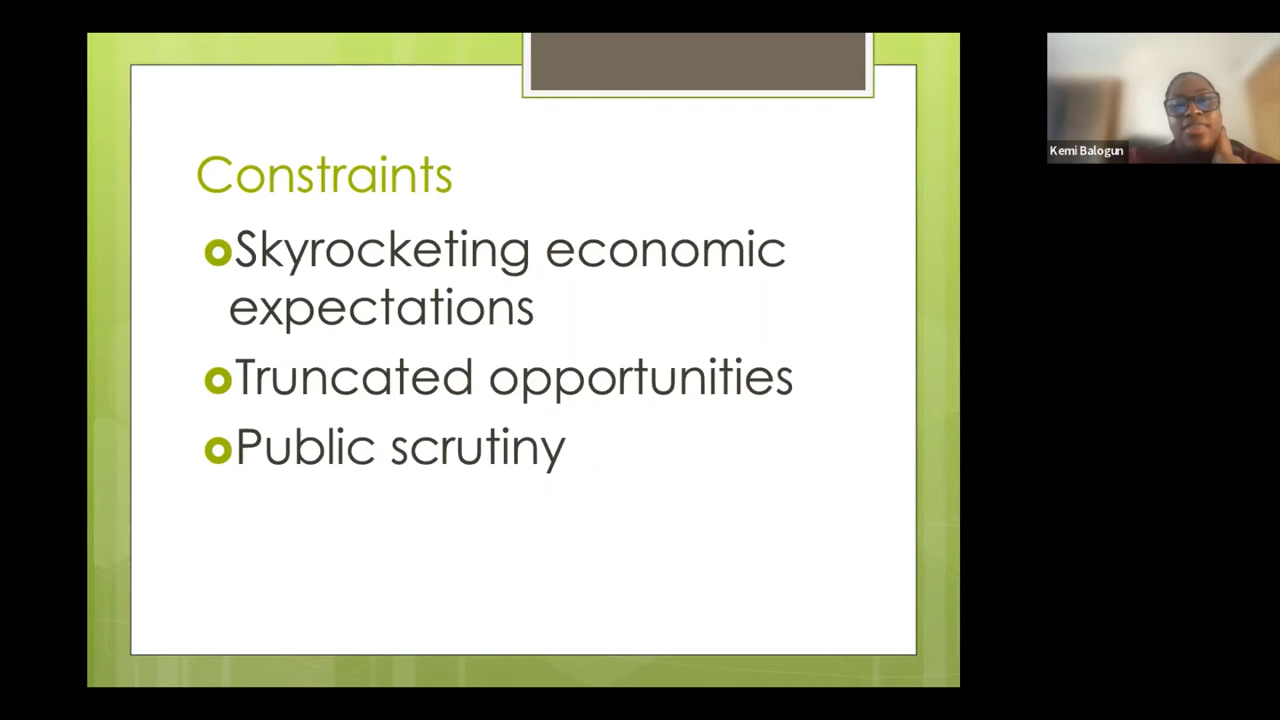 Constraints
Skyrocketing economic
expectations
Truncated opportunities
Public scrutiny
Kemi Balogun